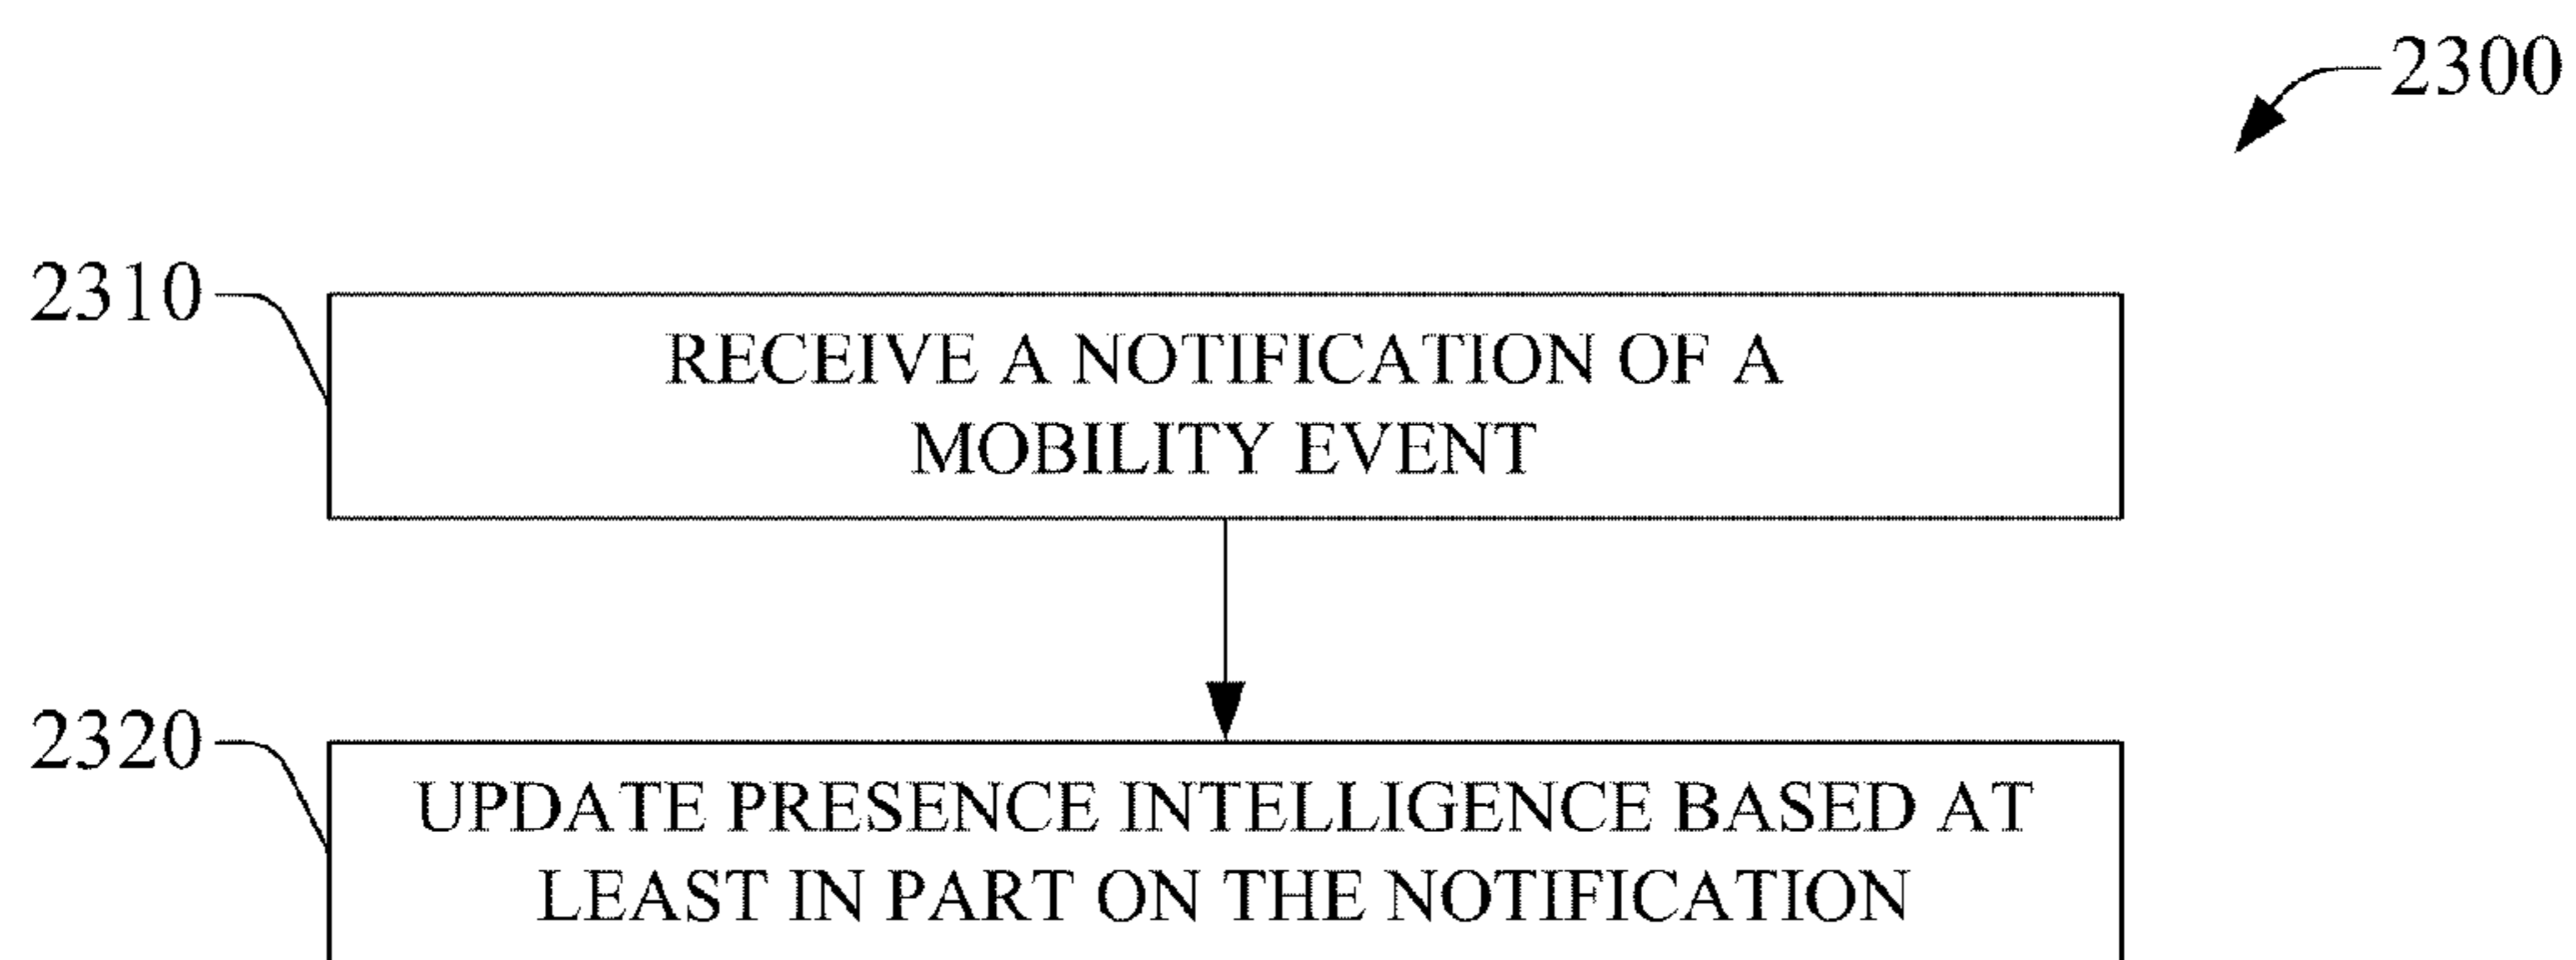 2300
2310
RECEIVE A NOTIFICATION OF A
MOBILITY EVENT
2320
UPDATE PRESENCE INTELLIGENCE BASED AT
LEAST IN PART ON THE NOTIFICATION